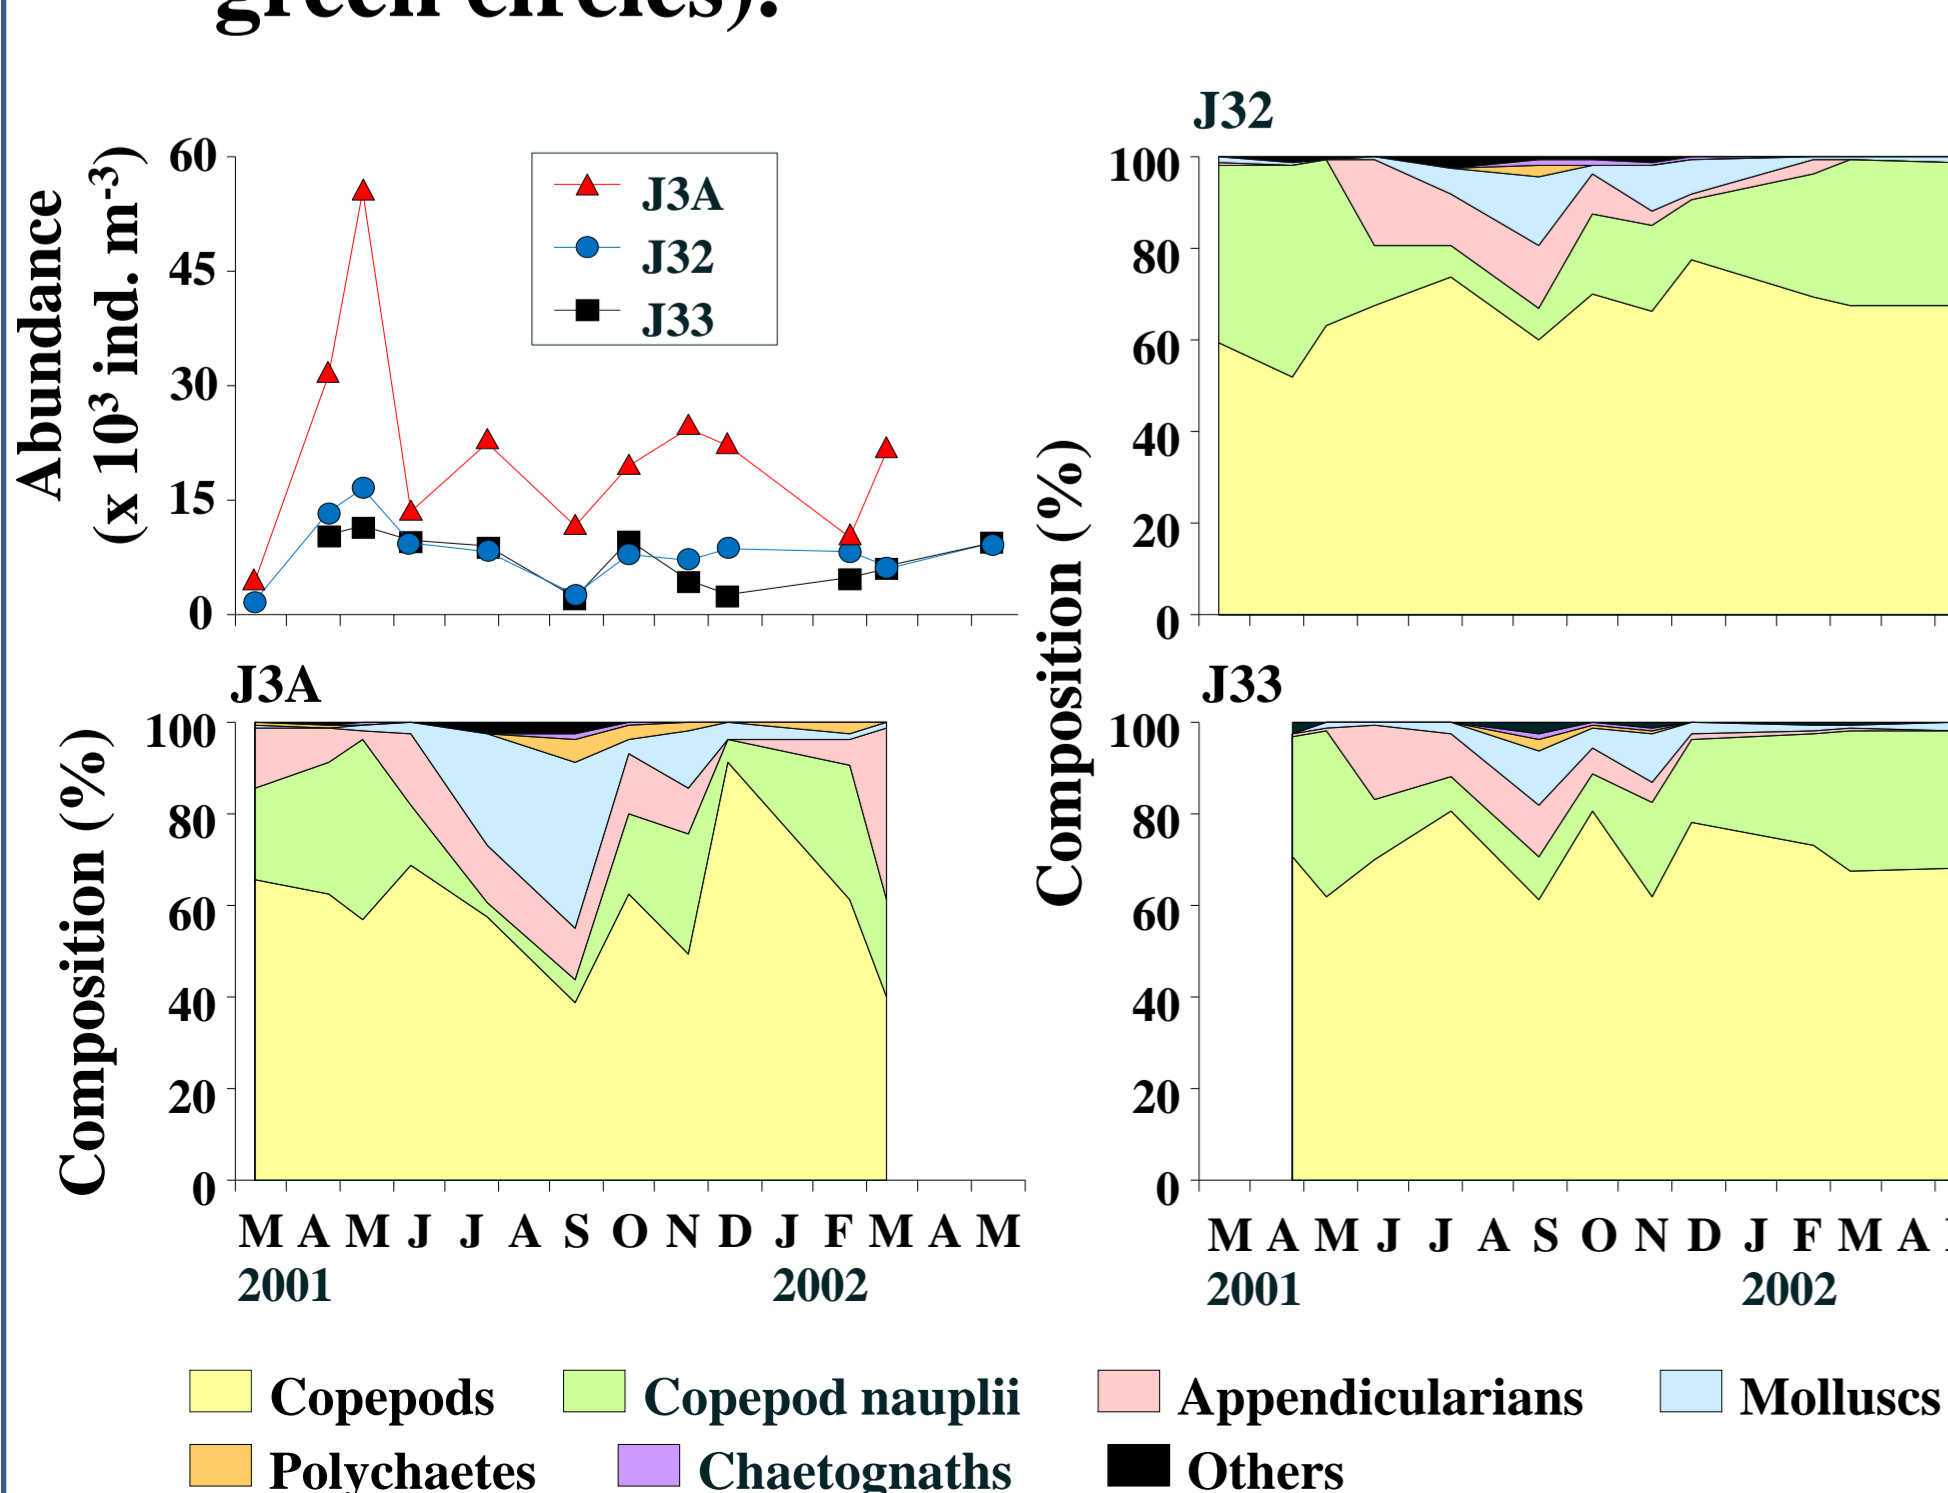 green circles).
J32
60
45
30
15
0
Abundance
(x 10³ ind. m⁻³)
J3A
J32
J33
100
80
60
40
20
0
Composition (%)
J3A
100
80
60
40
20
0
Composition (%)
M A M J J A S O N D J F M A M
2001 2002
J33
100
80
60
40
20
0
M A M J J A S O N D J F M A
2001 2002
Copepods Copepod nauplii Appendicularians Molluscs
Polychaetes Chaetognaths Others